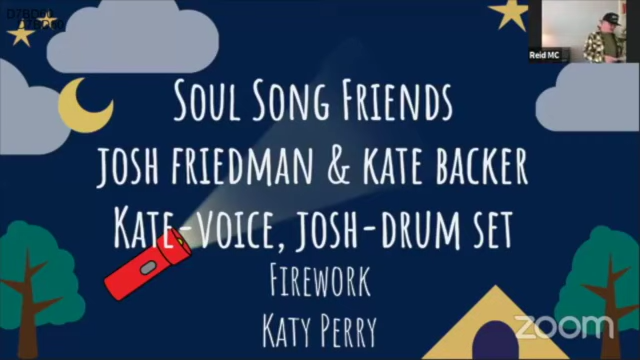 Reid MC
SOUL SONG FRIENDS
JOSH FRIEDMAN & KATE BACKER
KATE-VOICE, JOSH-DRUM SET
FIREWORK
KATY PERRY
zoom